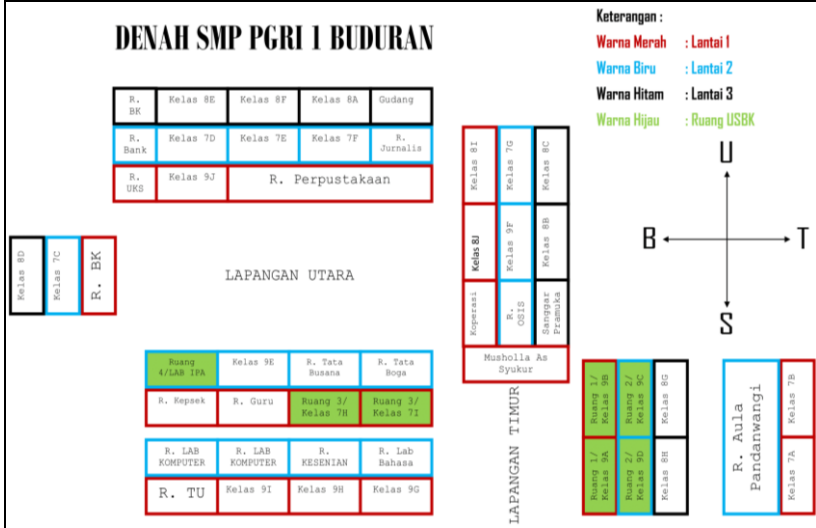 DENAH SMP PGRI 1 BUDURAN
Keterangan :
Warna Merah : Lantai 1
Warna Biru : Lantai 2
Warna Hitam : Lantai 3
Warna Hijau : Ruang USBK
U
B
T
S
R.
BK
Kelas 8E
Kelas 8F
Kelas 8A
Gudang
R.
Bank
Kelas 7D
Kelas 7E
Kelas 7F
R.
Jurnalis
R.
UKS
Kelas 9J
R. Perpustakaan
Kelas 8D
Kelas 7C
R. BK
LAPANGAN UTARA
Kelas 8I
Kelas 7G
Kelas 8C
Kelas 8J
Kelas 9F
Kelas 8B
Koperasi
R.
OSIS
Sanggar
Pramuka
Musholla As
Syukur
Ruang
4/LAB IPA
Kelas 9E
R. Tata
Busana
R. Tata
Boga
R. Kepsek
R. Guru
Ruang 3/
Kelas 7H
Ruang 3/
Kelas 7I
R. LAB
KOMPUTER
R. LAB
KOMPUTER
R.
KESENIAN
R. Lab
Bahasa
R. TU
Kelas 9I
Kelas 9H
Kelas 9G
LAPANGAN TIMUR
Ruang 1/
Kelas 9B
Ruang 2/
Kelas 9C
Kelas 8G
Ruang 1/
Kelas 9A
Ruang 2/
Kelas 9D
Kelas 8H
R. Aula
Pandanwangi
Kelas 7B
Kelas 7A